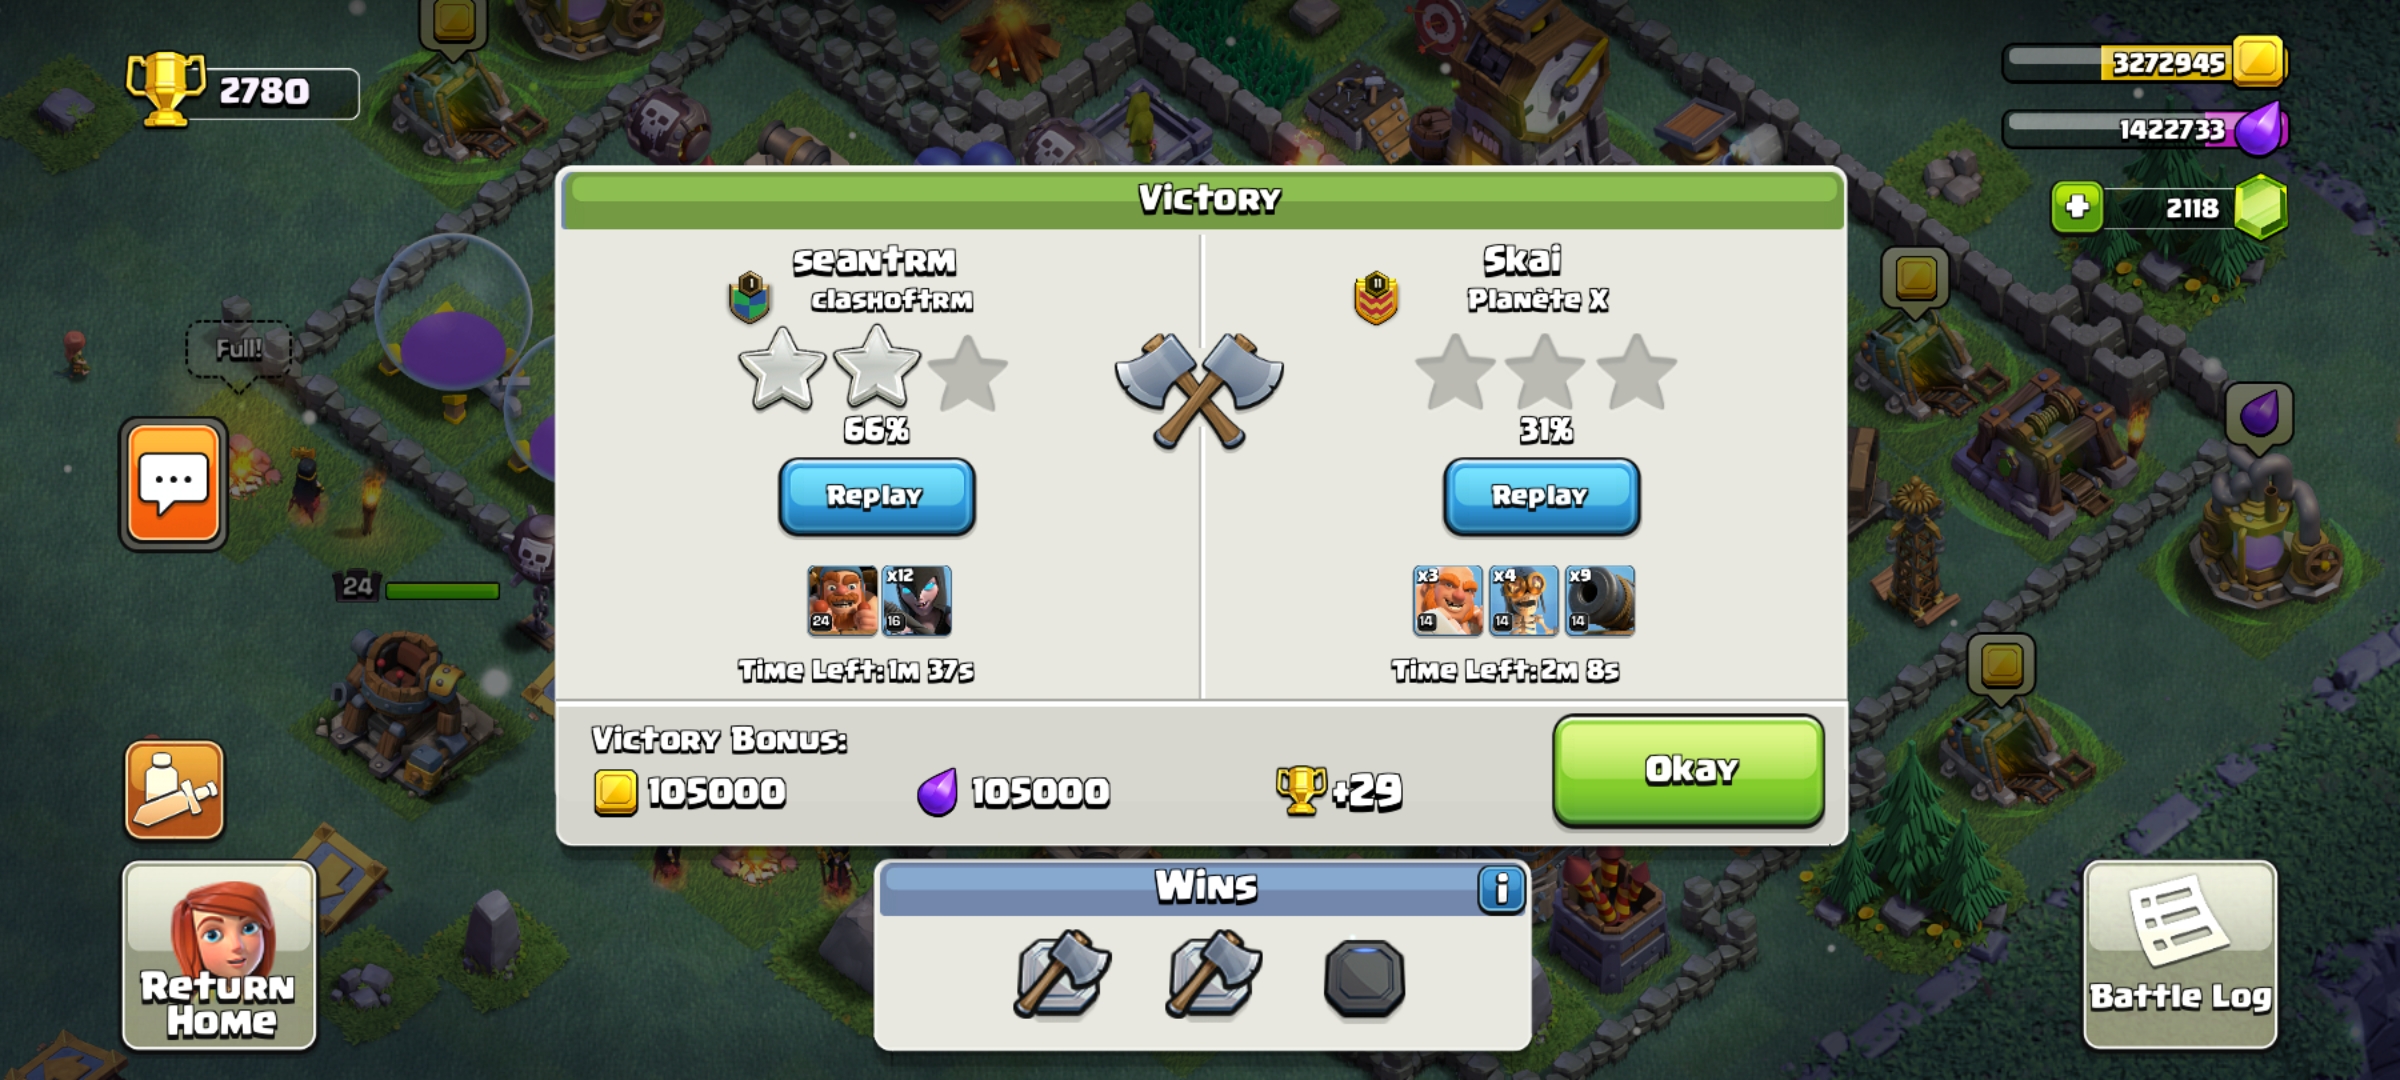 2780
3272945
1422733
2118
Full!
24
Victory
seantrm
clashoftrm
1
66%
Replay
24
x12
16
Time Left: 1m 37s
Skai
Planète X
11
31%
Replay
x3
14
x4
14
x9
14
Time Left: 2m 8s
Victory Bonus:
105000
105000
+29
Okay
Wins
i
Return
Home
Battle Log